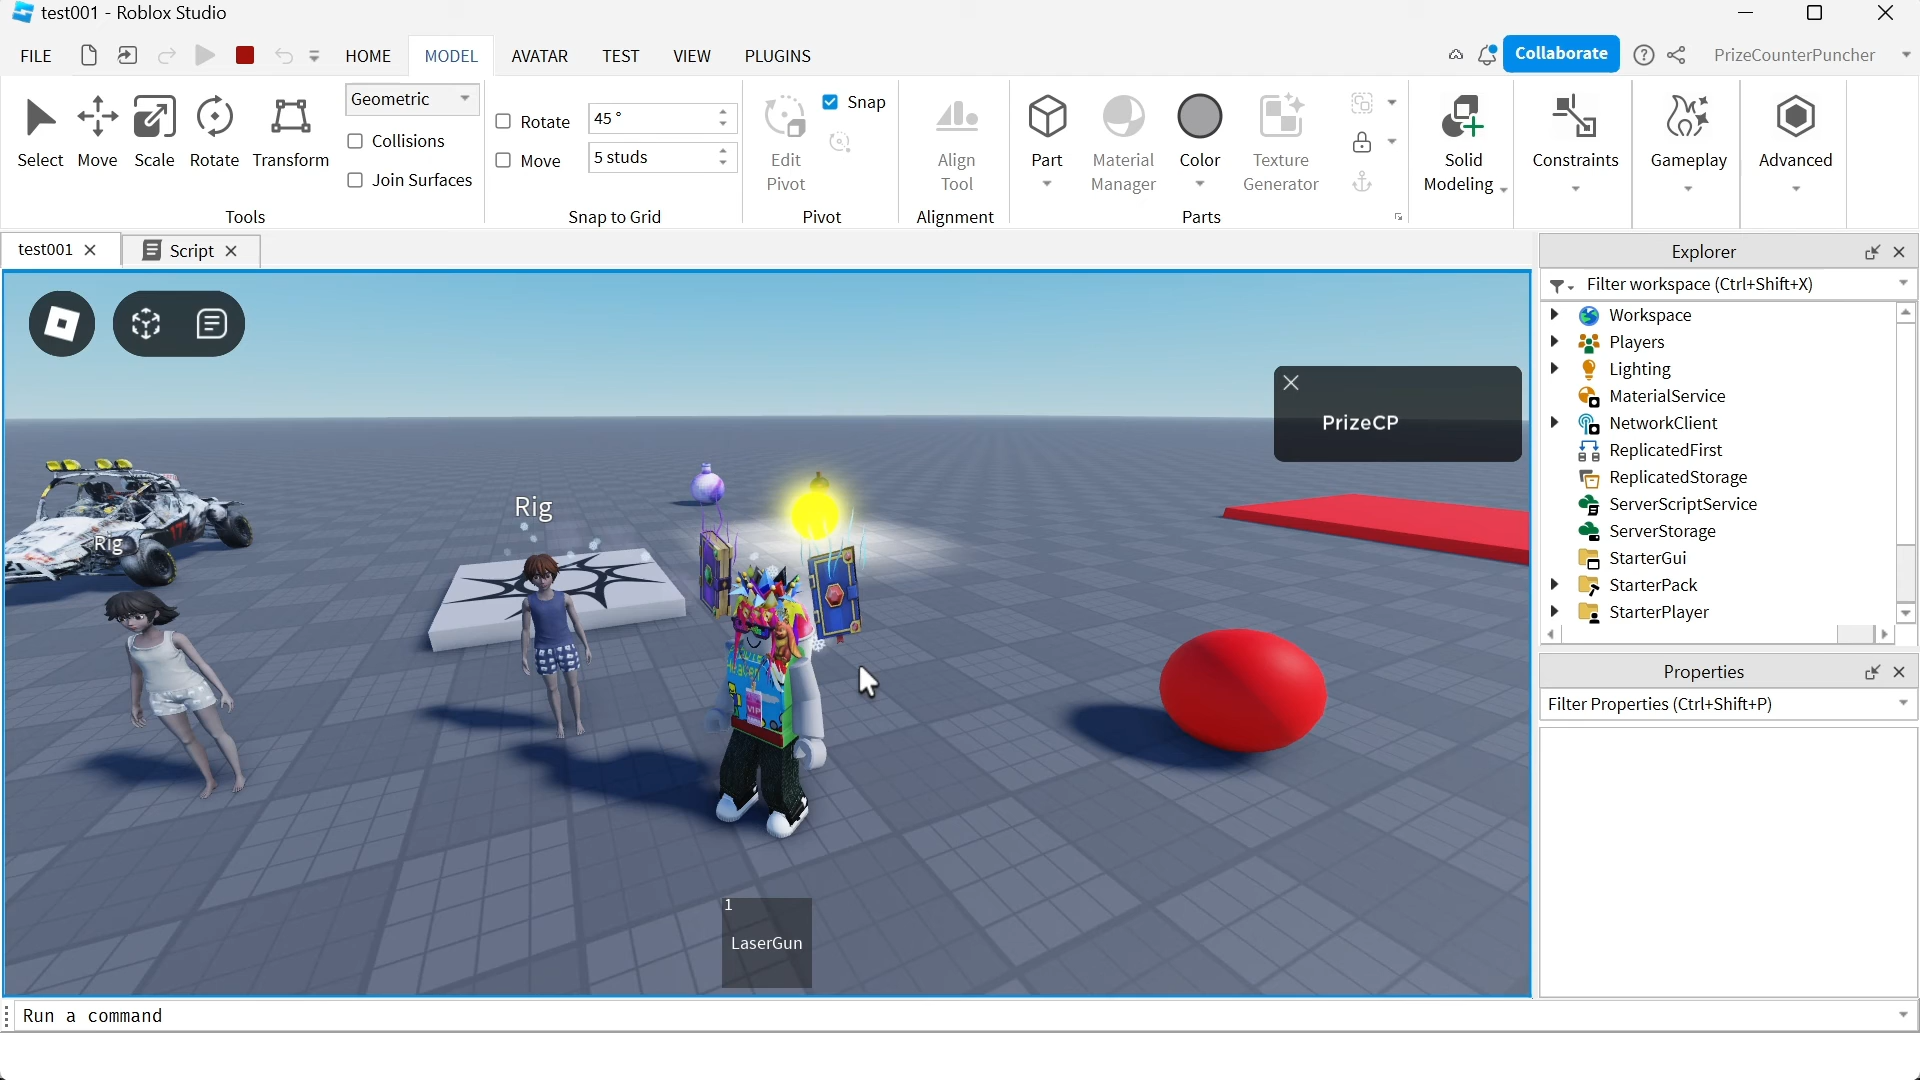 test001 - Roblox Studio
FILE
HOME
MODEL
AVATAR
TEST
VIEW
PLUGINS
Collaborate
PrizeCounterPuncher
Select
Move
Scale
Rotate
Transform
Geometric
Collisions
Join Surfaces
Tools
Rotate
45 °
Move
5 studs
Snap to Grid
Edit
Pivot
Snap
Pivot
Align
Tool
Alignment
Part
Material
Manager
Color
Texture
Generator
Parts
Solid
Modeling
Constraints
Gameplay
Advanced
test001
Script
Rig
Rig
PrizeCP
VIP
1
LaserGun
Explorer
Filter workspace (Ctrl+Shift+X)
Workspace
Players
Lighting
MaterialService
NetworkClient
ReplicatedFirst
ReplicatedStorage
ServerScriptService
ServerStorage
StarterGui
StarterPack
StarterPlayer
Properties
Filter Properties (Ctrl+Shift+P)
Run a command